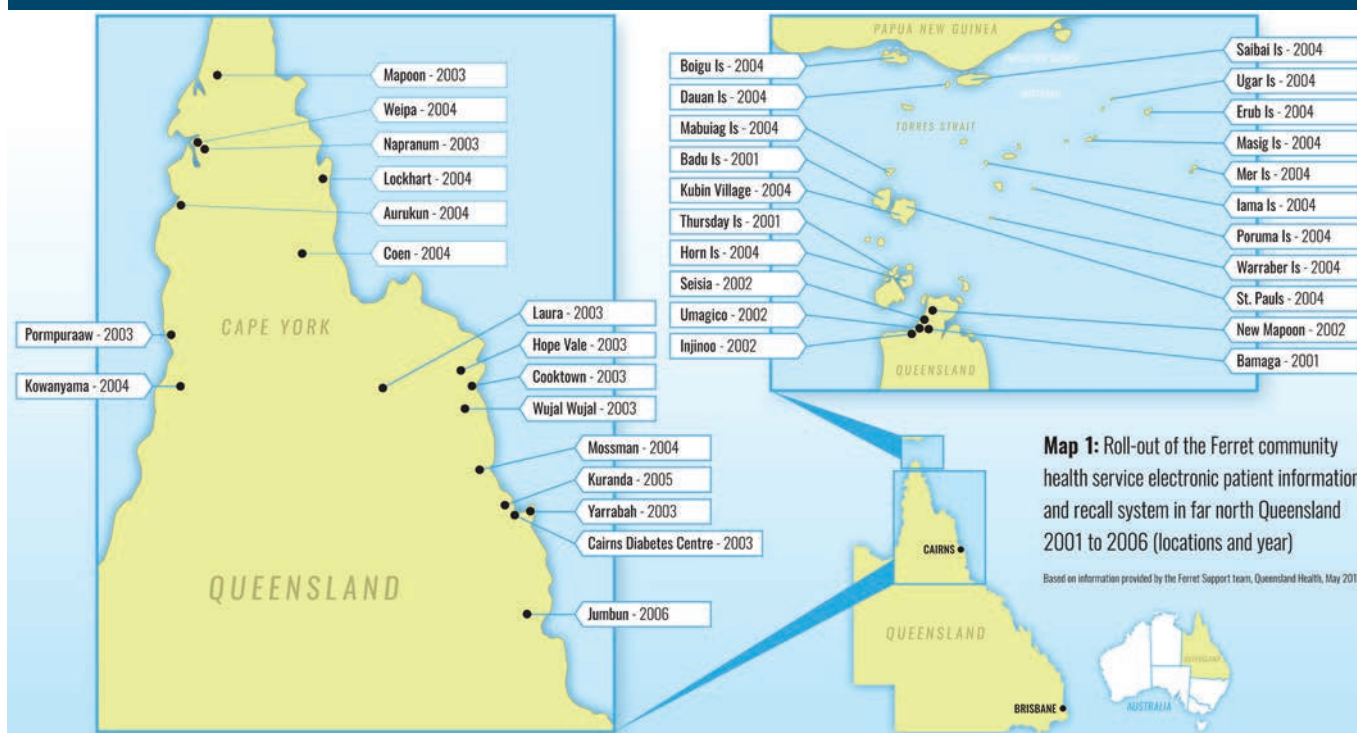 Mapoon - 2003
Weipa - 2004
Napranum - 2003
Lockhart - 2004
Aurukun - 2004
Coen - 2004
CAPE YORK
Pormpuraaw - 2003
Kowanyama - 2004
Laura - 2003
Hope Vale - 2003
Cooktown - 2003
Wujal Wujal - 2003
Mossman - 2004
Kuranda - 2005
Yarrabah - 2003
Cairns Diabetes Centre - 2003
QUEENSLAND
Jumbun - 2006
PAPUA NEW GUINEA
TORRES STRAIT
Boigu Is - 2004
Dauan Is - 2004
Mabuiag Is - 2004
Badu Is - 2001
Kubin Village - 2004
Thursday Is - 2001
Horn Is - 2004
Seisia - 2002
Umagico - 2002
Injinoo - 2002
Saibai Is - 2004
Ugar Is - 2004
Erub Is - 2004
Masig Is - 2004
Mer Is - 2004
Iama Is - 2004
Poruma Is - 2004
Warraber Is - 2004
St. Pauls - 2004
New Mapoon - 2002
Bamaga - 2001
QUEENSLAND
CAIRNS
QUEENSLAND
BRISBANE
Map 1: Roll-out of the Ferret community
health service electronic patient information
and recall system in far north Queensland
2001 to 2006 (locations and year)
Based on information provided by the Ferret Support team, Queensland Health, May 201
QUEENSLAND
AUSTRALIA